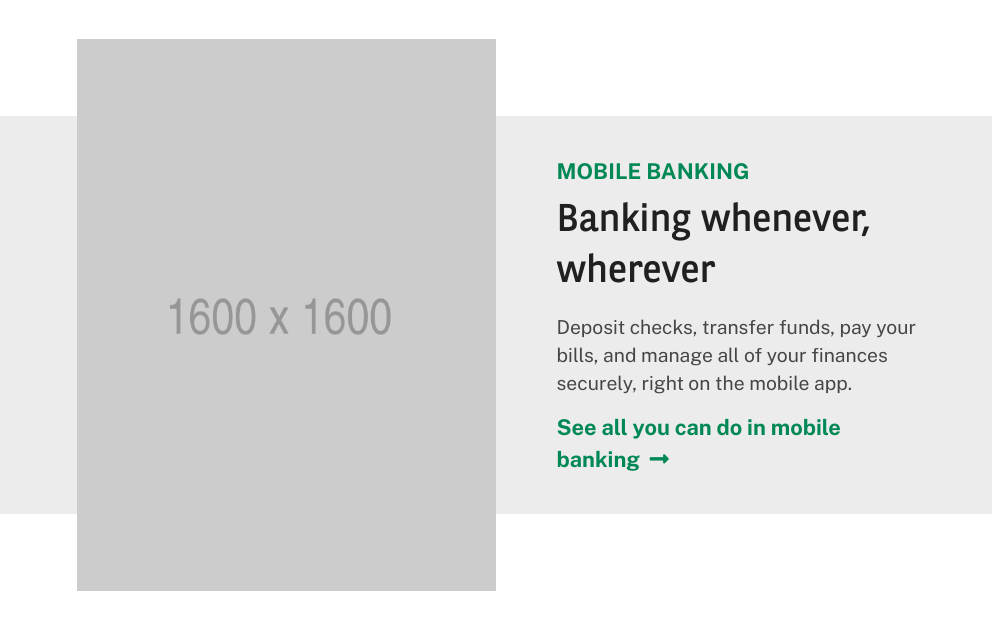 1600 x 1600
MOBILE BANKING
Banking whenever,
wherever
Deposit checks, transfer funds, pay your
bills, and manage all of your finances
securely, right on the mobile app.
See all you can do in mobile
banking →